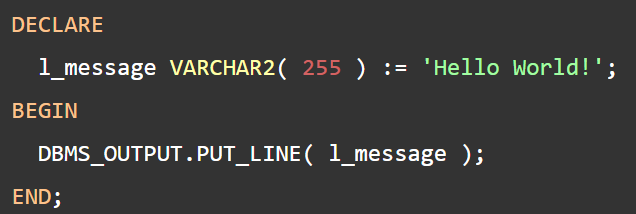 DECLARE
  l_message VARCHAR2( 255 ) := 'Hello World!';
BEGIN
  DBMS_OUTPUT.PUT_LINE( l_message );
END;